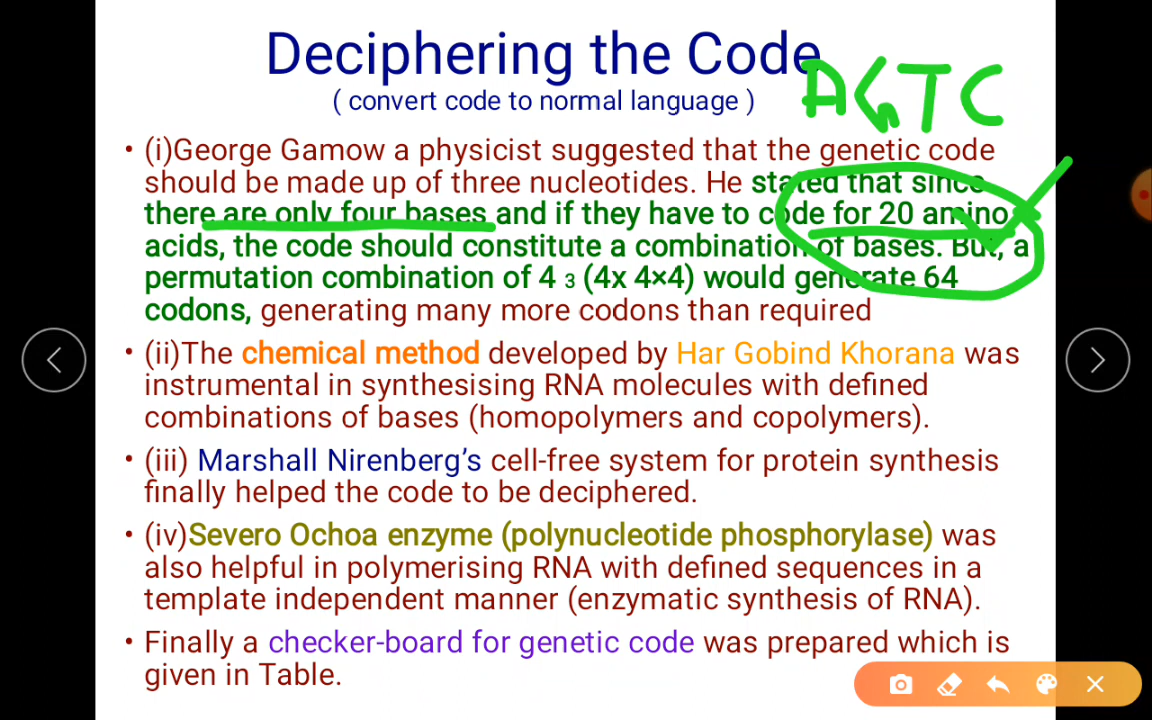 Deciphering the Code
( convert code to normal language )
AGTC
• (i)George Gamow a physicist suggested that the genetic code
should be made up of three nucleotides. He stated that since
there are only four bases and if they have to code for 20 amino
acids, the code should constitute a combination of bases. But, a
permutation combination of 4 3 (4x 4×4) would generate 64
codons, generating many more codons than required
• (ii)The chemical method developed by Har Gobind Khorana was
instrumental in synthesising RNA molecules with defined
combinations of bases (homopolymers and copolymers).
• (iii) Marshall Nirenberg’s cell-free system for protein synthesis
finally helped the code to be deciphered.
• (iv)Severo Ochoa enzyme (polynucleotide phosphorylase) was
also helpful in polymerising RNA with defined sequences in a
template independent manner (enzymatic synthesis of RNA).
• Finally a checker-board for genetic code was prepared which is
given in Table.